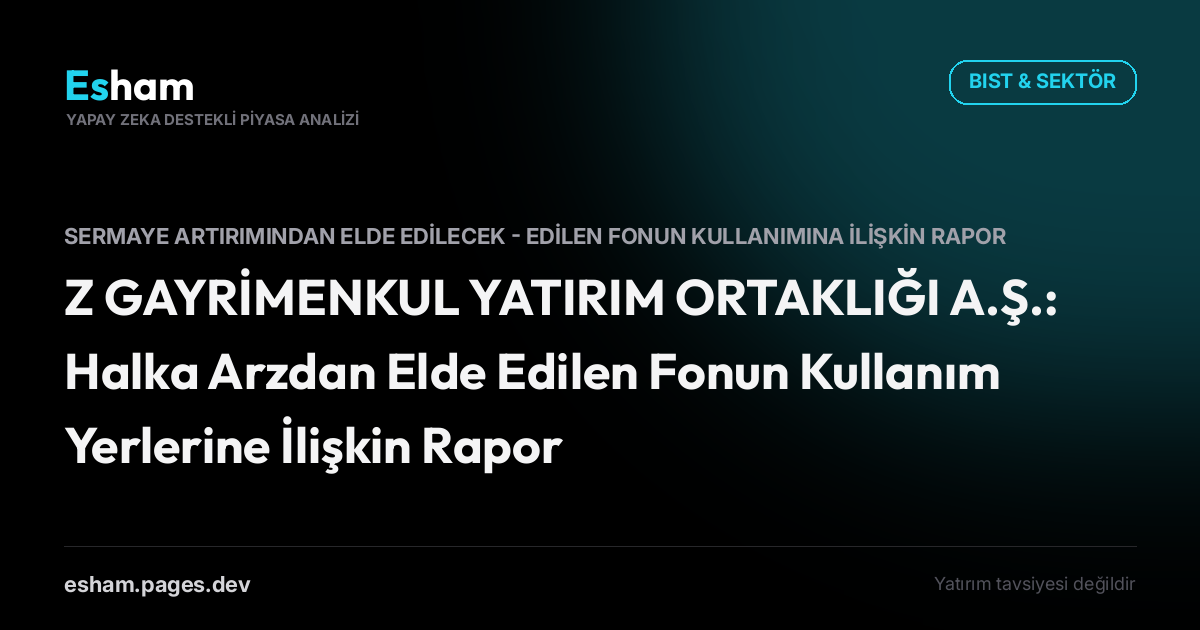 Esham
BIST & SEKTÖR
YAPAY ZEKA DESTEKLİ PİYASA ANALİZİ
SERMAYE ARTIRIMINDAN ELDE EDİLECEK - EDİLEN FONUN KULLANIMINA İLİŞKİN RAPOR
Z GAYRİMENKUL YATIRIM ORTAKLIĞI A.Ş.:
Halka Arzdan Elde Edilen Fonun Kullanım
Yerlerine İlişkin Rapor
esham.pages.dev
Yatırım tavsiyesi değildir